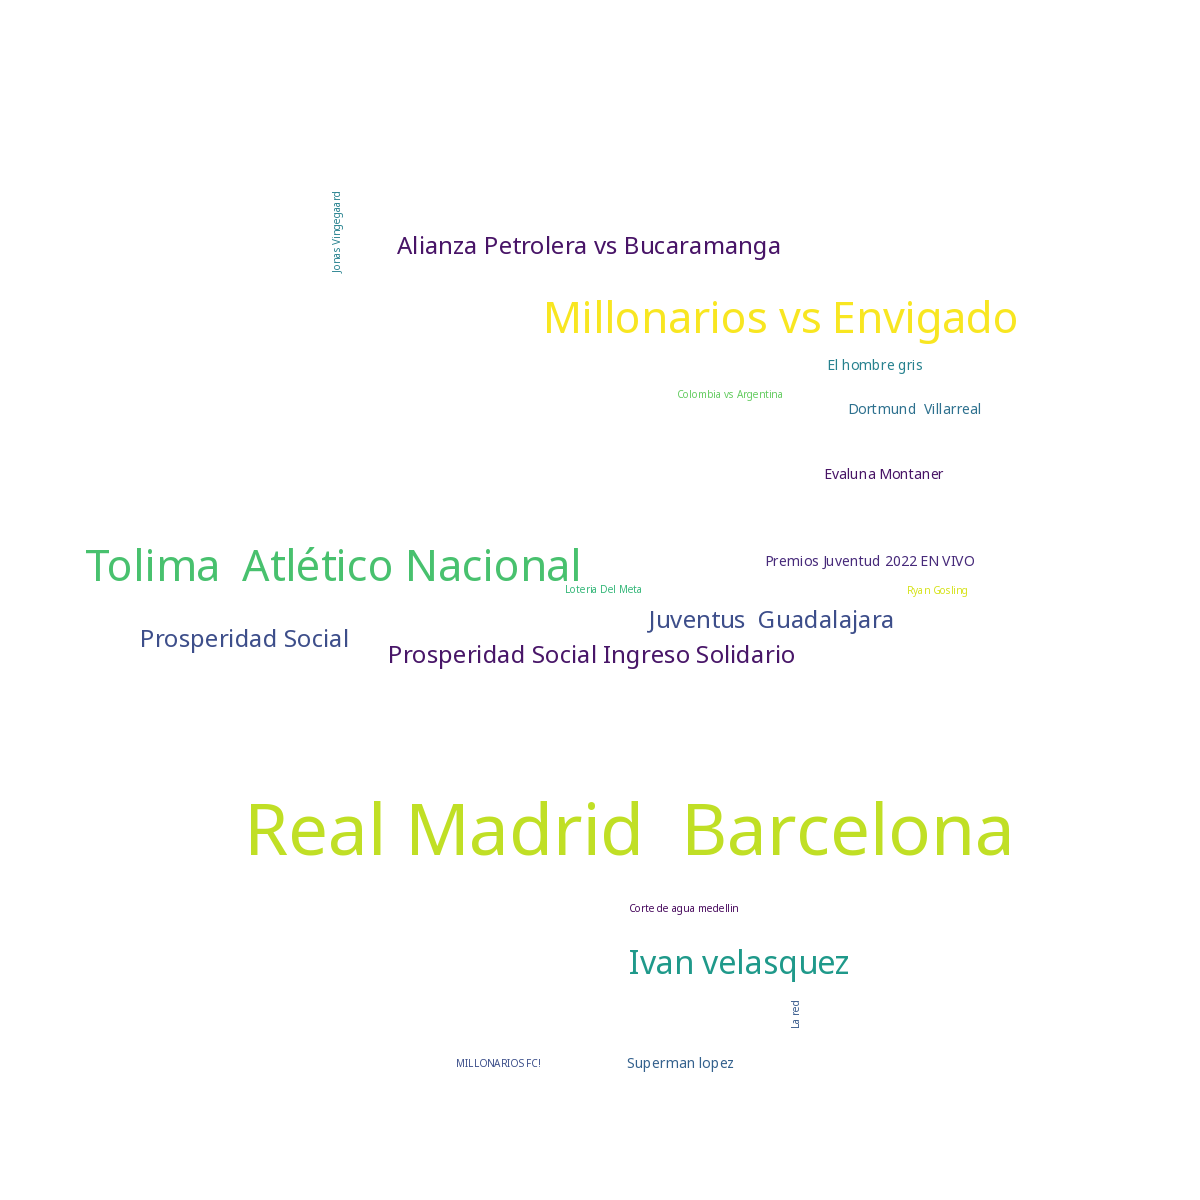 Jonas Vingegaard
Alianza Petrolera vs Bucaramanga
Millonarios vs Envigado
El hombre gris
Colombia vs Argentina
Dortmund Villarreal
Evaluna Montaner
Tolima Atlético Nacional
Premios Juventud 2022 EN VIVO
Loteria Del Meta
Ryan Gosling
Juventus Guadalajara
Prosperidad Social
Prosperidad Social Ingreso Solidario
Real Madrid Barcelona
Corte de agua medellin
Ivan velasquez
La red
MILLONARIOS FC!
Superman lopez